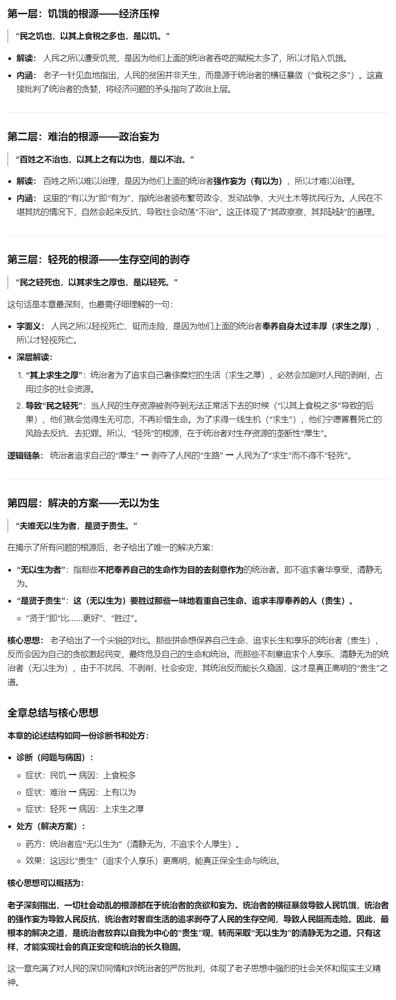 第一层：饥饿的根源——经济压榨
“民之饥也，以其上食税之多也，是以饥。”
• 解读： 人民之所以遭受饥荒，是因为他们上面的统治者吞吃的赋税太多了，所以才陷入饥饿。
• 内涵： 老子一针见血地指出，人民的贫困并非天生，而是源于统治者的横征暴敛（“食税之多”）。这直
接批判了统治者的贪婪，将经济问题的矛头指向了政治上层。
第二层：难治的根源——政治妄为
“百姓之不治也，以其上之有以为也，是以不治。”
• 解读： 百姓之所以难以治理，是因为他们上面的统治者强作妄为（有以为），所以才难以治理。
• 内涵： 这里的“有以为”即“有为”，指统治者颁布繁苛政令、发动战争、大兴土木等扰民行为。人民在不
堪其扰的情况下，自然会起来反抗，导致社会动荡“不治”。这正体现了“其政察察，其邦缺缺”的道理。
第三层：轻死的根源——生存空间的剥夺
“民之轻死也，以其求生之厚也，是以轻死。”
这句话是本章最深刻，也最需仔细理解的一句：
• 字面义： 人民之所以轻视死亡、铤而走险，是因为他们上面的统治者奉养自身太过丰厚（求生之厚），
所以才轻视死亡。
• 深层解读：
1. “其上求生之厚”：统治者为了追求自己奢侈糜烂的生活（求生之厚），必然会加剧对人民的剥削，占
用过多的社会资源。
2. 导致“民之轻死”：当人民的生存资源被剥夺到无法正常活下去的时候（“以其上食税之多”导致的后
果），他们就会觉得生无可恋，不再珍惜生命。为了求得一线生机（“求生”），他们宁愿冒着死亡的
风险去反抗、去犯罪。所以，“轻死”的根源，在于统治者对生存资源的垄断性“厚生”。
逻辑链条： 统治者追求自己的“厚生” → 剥夺了人民的“生路” → 人民为了“求生”而不得不“轻死”。
第四层：解决的方案——无以为生
“夫唯无以生为者，是贤于贵生。”
在揭示了所有问题的根源后，老子给出了唯一的解决方案：
• “无以生为者”：指那些不把奉养自己的生命作为目的去刻意作为的统治者。即不追求奢华享受，清静无
为。
• “是贤于贵生”：这（无以生为）要胜过那些一味地看重自己生命、追求丰厚奉养的人（贵生）。
◦ “贤于”即“比……更好”、“胜过”。
核心思想： 老子给出了一个尖锐的对比。那些拼命想保养自己生命、追求长生和享乐的统治者（贵生），
反而会因为自己的贪欲激起民变，最终危及自己的生命和统治。而那些不刻意追求个人享乐、清静无为的统
治者（无以生为），由于不扰民、不剥削，社会安定，其统治反而能长久稳固，这才是真正高明的“贵生”之
道。
全章总结与核心思想
本章的论述结构如同一份诊断书和处方：
• 诊断（问题与病因）：
◦ 症状：民饥 → 病因：上食税多
◦ 症状：难治 → 病因：上有以为
◦ 症状：轻死 → 病因：上求生之厚
• 处方（解决方案）：
◦ 药方：统治者应“无以生为”（清静无为，不追求个人厚生）。
◦ 效果：这远比“贵生”（追求个人享乐）更高明，能真正保全生命与统治。
核心思想可以概括为：
老子深刻指出，一切社会动乱的根源都在于统治者的贪欲和妄为。统治者的横征暴敛导致人民饥饿，统治者
的强作妄为导致人民反抗，统治者对奢靡生活的追求剥夺了人民的生存空间，导致人民鋌而走险。因此，最
根本的解决之道，是统治者放弃以自我为中心的“贵生”观，转而采取“无以生为”的清静无为之道。只有这
样，才能实现社会的真正安定和统治的长久稳固。
这一章充满了对人民的深切同情和对统治者的严厉批判，体现了老子思想中强烈的社会关怀和现实主义精
神。